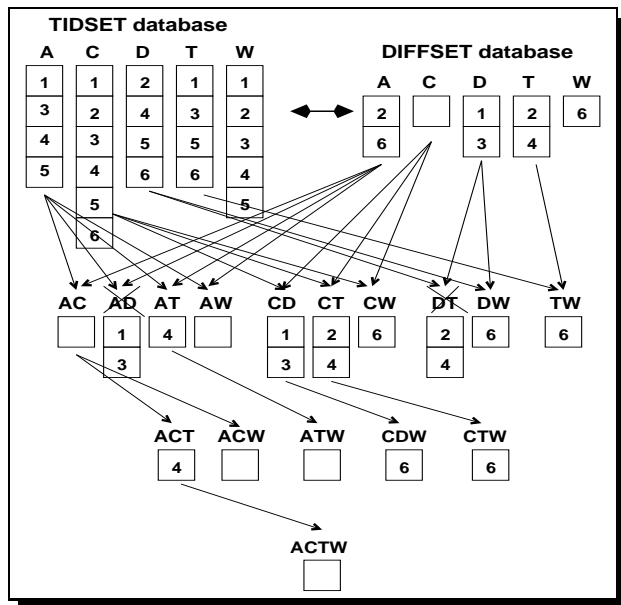 TIDSET database
A C D T W
1 1 2 1 1
3 2 4 3 2
4 3 5 5 3
5 4 6 6 4
5 5
6
DIFFSET database
A C D T W
2 1 2 6
6 3 4
AC AD AT AW CD CT CW DT DW TW
1 4 1 2 6 2 6 6
3 3 4 4
ACT ACW ATW CDW CTW
4 6 6
ACTW